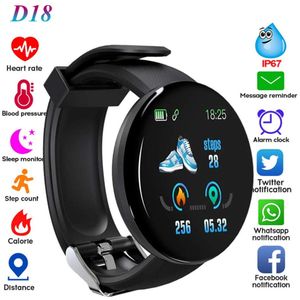 D18
Heart rate
Blood pressure
Sleep monitor
Step count
Calorie
Distance
18:25
steps
28
256
05.32
IP67
Message reminder
Alarm clock
Twitter
notification
Whatsapp
notification
Facebook
notification